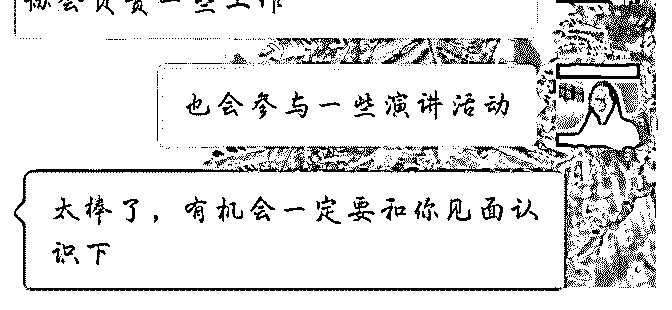 会负责一些工作
也会参与一些演讲活动
太棒了，有机会一定要和你见面认
识下